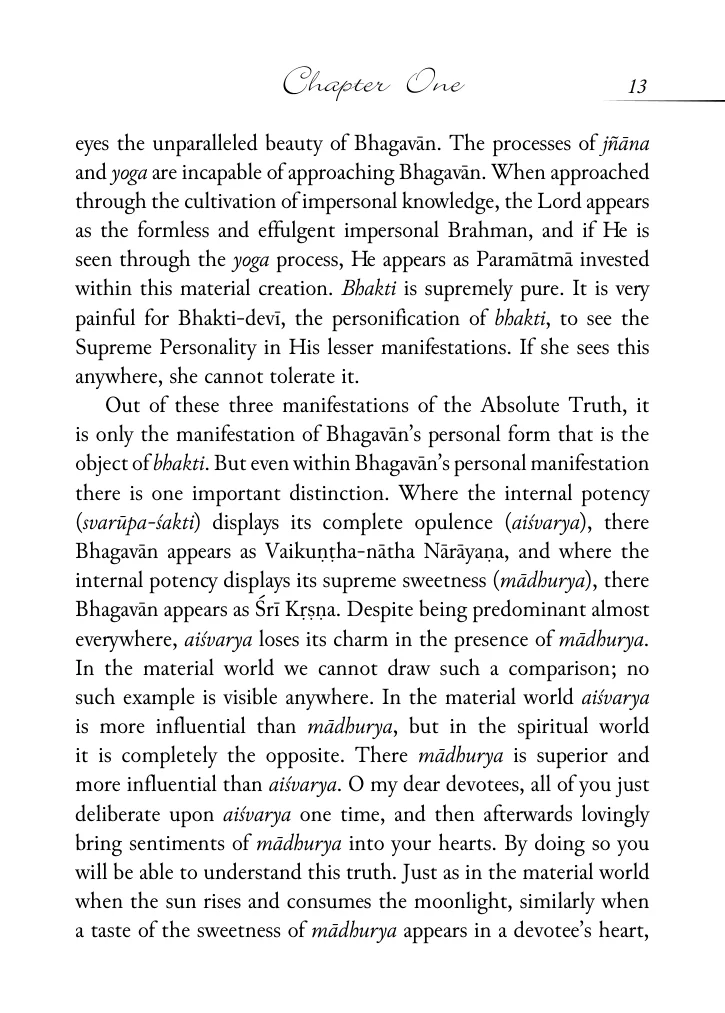 Chapter One 13
eyes the unparalleled beauty of Bhagavān. The processes of jñāna
and yoga are incapable of approaching Bhagavān. When approached
through the cultivation of impersonal knowledge, the Lord appears
as the formless and effulgent impersonal Brahman, and if He is
seen through the yoga process, He appears as Paramātmā invested
within this material creation. Bhakti is supremely pure. It is very
painful for Bhakti-devī, the personification of bhakti, to see the
Supreme Personality in His lesser manifestations. If she sees this
anywhere, she cannot tolerate it.
Out of these three manifestations of the Absolute Truth, it
is only the manifestation of Bhagavān’s personal form that is the
object of bhakti. But even within Bhagavān’s personal manifestation
there is one important distinction. Where the internal potency
(svarūpa-śakti) displays its complete opulence (aiśvarya), there
Bhagavān appears as Vaikuṇṭha-nātha Nārāyaṇa, and where the
internal potency displays its supreme sweetness (mādhurya), there
Bhagavān appears as Śrī Kṛṣṇa. Despite being predominant almost
everywhere, aiśvarya loses its charm in the presence of mādhurya.
In the material world we cannot draw such a comparison; no
such example is visible anywhere. In the material world aiśvarya
is more influential than mādhurya, but in the spiritual world
it is completely the opposite. There mādhurya is superior and
more influential than aiśvarya. O my dear devotees, all of you just
deliberate upon aiśvarya one time, and then afterwards lovingly
bring sentiments of mādhurya into your hearts. By doing so you
will be able to understand this truth. Just as in the material world
when the sun rises and consumes the moonlight, similarly when
a taste of the sweetness of mādhurya appears in a devotee’s heart,